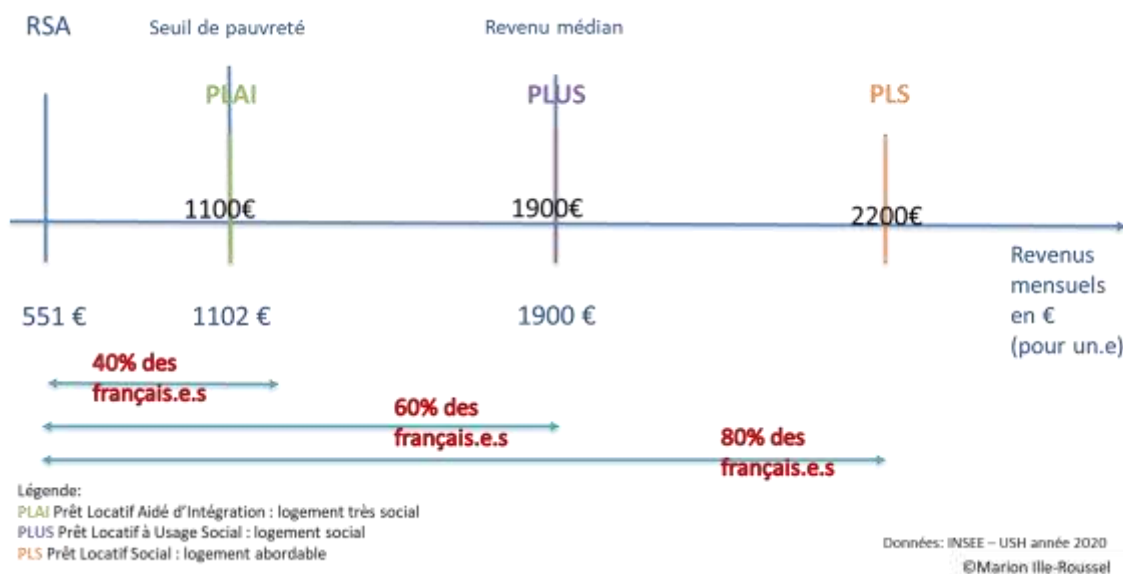 RSA
Seuil de pauvreté
Revenu médian
PLAI
PLUS
PLS
1100€
1900€
2200€
551 €
1102 €
1900 €
Revenus
mensuels
en €
(pour un.e)
40% des
français.e.s
60% des
français.e.s
80% des
français.e.s
Légende:
PLAI Prêt Locatif Aidé d'Intégration : logement très social
PLUS Prêt Locatif à Usage Social : logement social
PLS Prêt Locatif Social : logement abordable
Données: INSEE – USH année 2020
©Marion Ille-Roussel